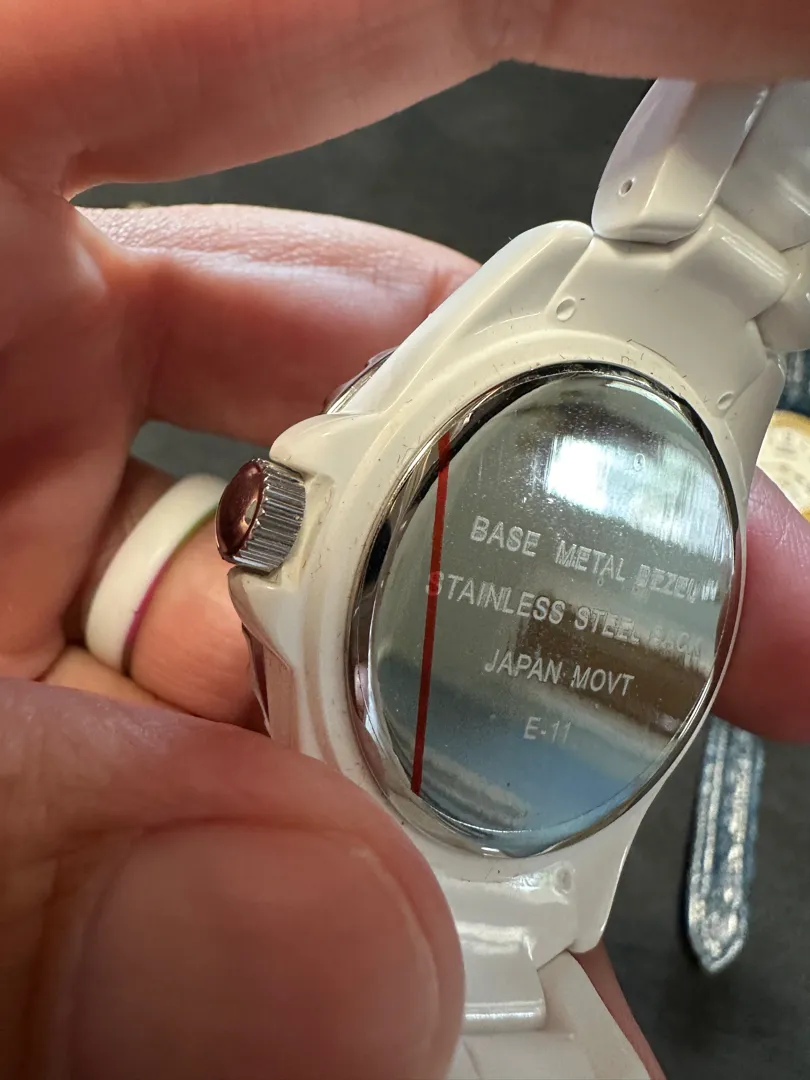 BASE METAL BEZEL
STAINLESS STEEL BACK
JAPAN MOVT
E-11